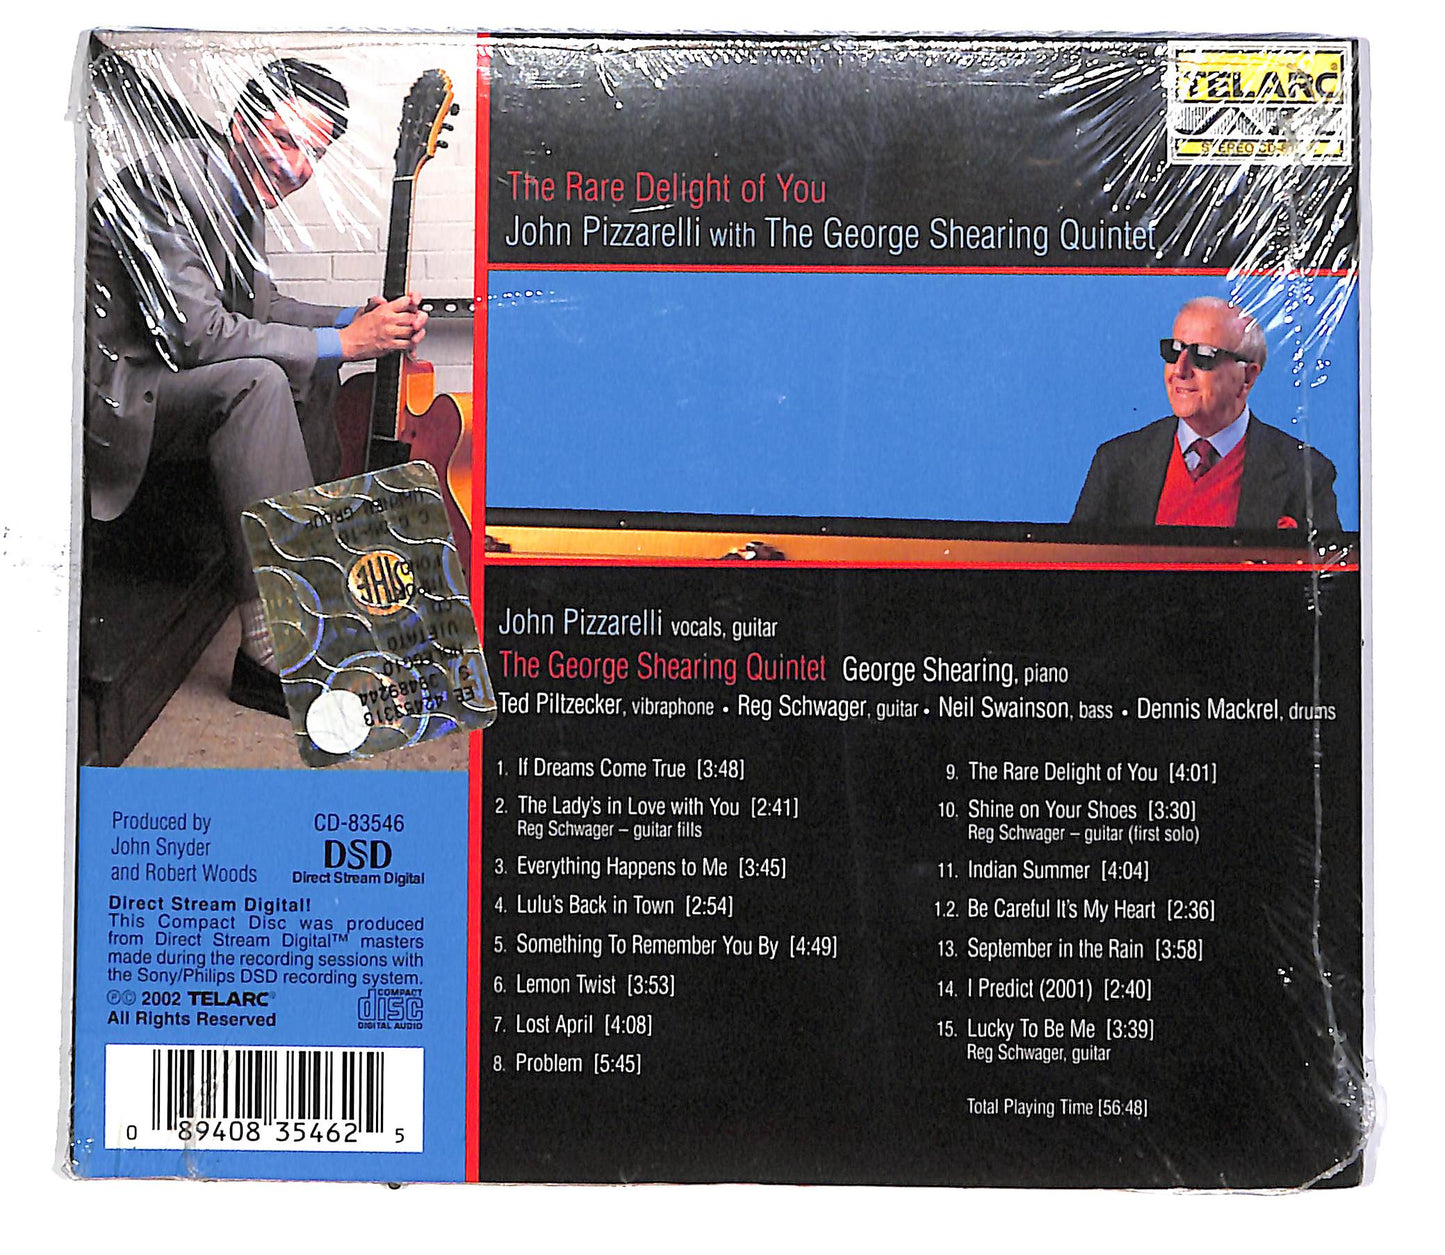 TELARC
STEREO
The Rare Delight of You
John Pizzarelli with The George Shearing Quintet
John Pizzarelli vocals, guitar
The George Shearing Quintet George Shearing, piano
Ted Piltzecker, vibraphone • Reg Schwager, guitar • Neil Swainson, bass • Dennis Mackrel, drums
1. If Dreams Come True [3:48]
2. The Lady's in Love with You [2:41]
Reg Schwager – guitar fills
3. Everything Happens to Me [3:45]
4. Lulu's Back in Town [2:54]
5. Something To Remember You By [4:49]
6. Lemon Twist [3:53]
7. Lost April [4:08]
8. Problem [5:45]
9. The Rare Delight of You [4:01]
10. Shine on Your Shoes [3:30]
Reg Schwager – guitar (first solo)
11. Indian Summer [4:04]
1.2. Be Careful It's My Heart [2:36]
13. September in the Rain [3:58]
14. I Predict (2001) [2:40]
15. Lucky To Be Me [3:39]
Reg Schwager, guitar
Total Playing Time [56:48]
SIAE
Produced by
John Snyder
and Robert Woods
CD-83546
DSD
Direct Stream Digital
Direct Stream Digital!
This Compact Disc was produced
from Direct Stream Digital™ masters
made during the recording sessions with
the Sony/Philips DSD recording system.
℗© 2002 TELARC®
All Rights Reserved
COMPACT
disc
DIGITAL AUDIO
0 89408 35462 5